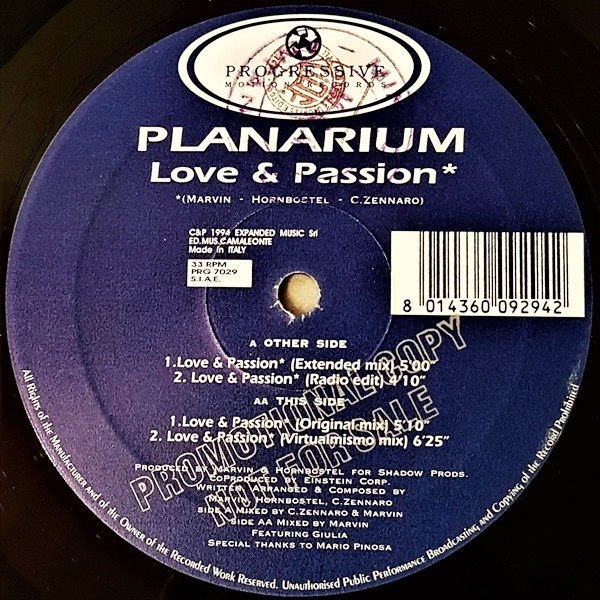 PROGRESSIVE
MOTION RECORDS
PLANARIUM
Love & Passion*
*(MARVIN - HORNBOSTEL - C.ZENNARO)
C&P 1994 EXPANDED MUSIC Srl
ED.MUS.CAMALEONTE
Made in ITALY
33 RPM
PRG 7029
S.I.A.E.
8 014360 092942
A OTHER SIDE
1.Love & Passion* (Extended mix) 5'00"
2. Love & Passion* (Radio edit) 4'10"
AA THIS SIDE
1.Love & Passion* (Original mix) 5'10"
2. Love & Passion* (Virtualmismo mix) 6'25"
PROMOTIONAL COPY
NOT FOR SALE
PRODUCED BY MARVIN & HORNBOSTEL FOR SHADOW PRODS.
COPRODUCED BY EINSTEIN CORP.
WRITTEN ARRANGED & COMPOSED BY
MARVIN, HORNBOSTEL, C.ZENNARO
SIDE A MIXED BY C.ZENNARO & MARVIN
SIDE AA MIXED BY MARVIN
FEATURING GIULIA
SPECIAL THANKS TO MARIO PINOSA
All Rights of the Manufacturer and of the Owner of the Recorded Work Reserved. Unauthorised Public Performance Broadcasting and Copying of the Record Prohibited